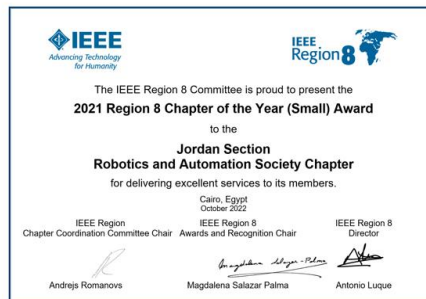 IEEE
Advancing Technology
for Humanity
IEEE
Region 8
The IEEE Region 8 Committee is proud to present the
2021 Region 8 Chapter of the Year (Small) Award
to the
Jordan Section
Robotics and Automation Society Chapter
for delivering excellent services to its members.
Cairo, Egypt
October 2022
IEEE Region
Chapter Coordination Committee Chair
IEEE Region 8
Awards and Recognition Chair
IEEE Region 8
Director
Magdalena Salazar-Palma
Andrejs Romanovs
Magdalena Salazar Palma
Antonio Luque